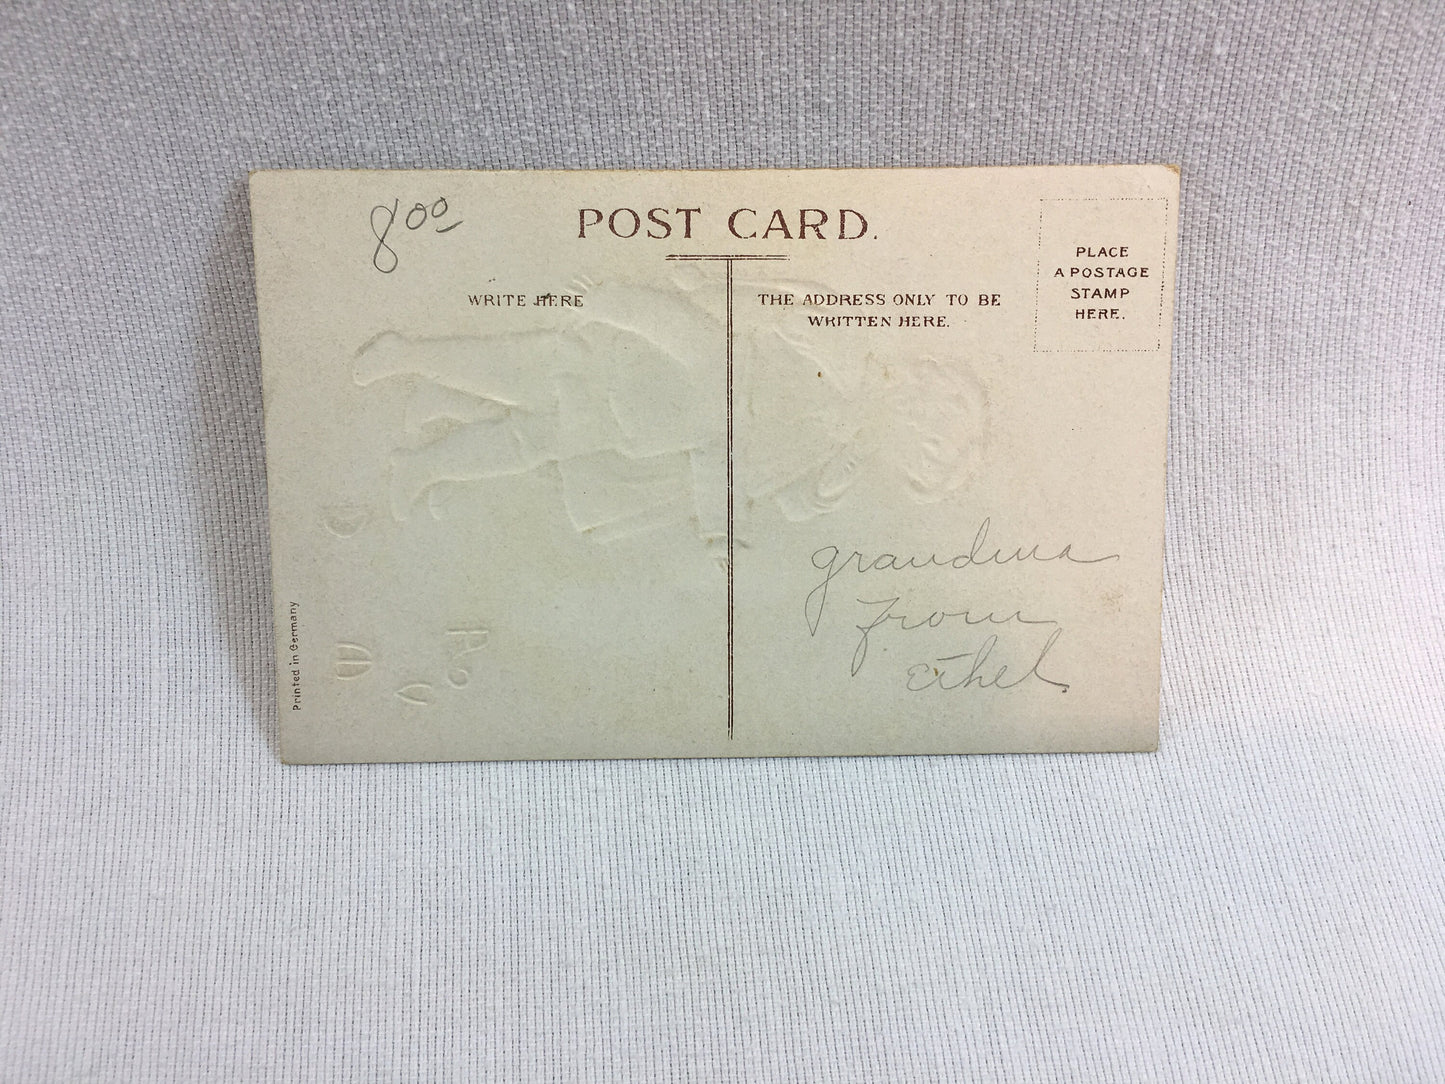 8 00
POST CARD.
WRITE HERE
THE ADDRESS ONLY TO BE
WRITTEN HERE.
PLACE
A POSTAGE
STAMP
HERE.
grandma
from
Ethel
Printed in Germany